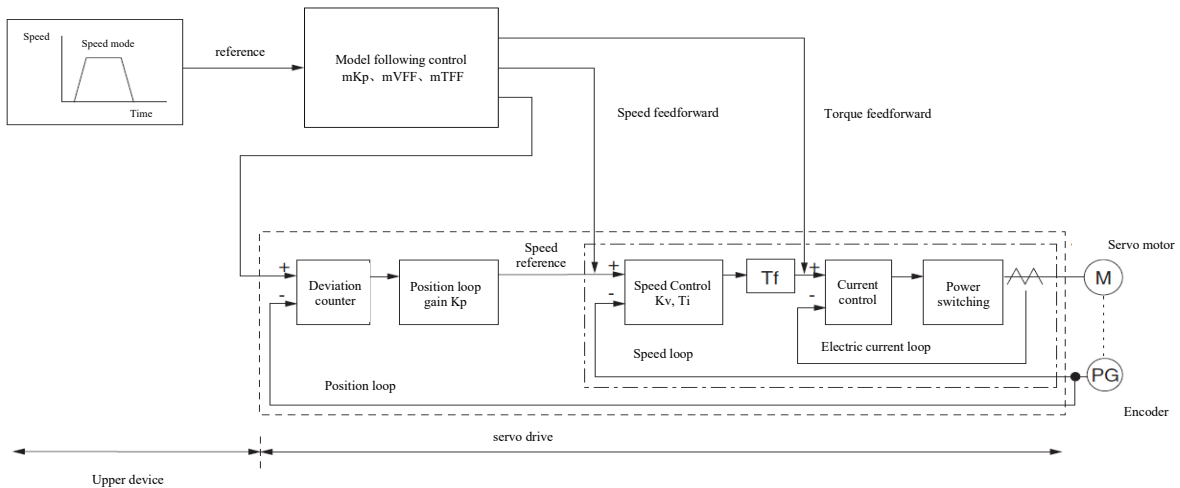 Speed
Speed mode
Time
reference
Model following control
mKp、mVFF、mTFF
Speed feedforward
Torque feedforward
Speed
reference
Servo motor
+
-
Deviation
counter
Position loop
gain Kp
+
-
Speed Control
Kv, Ti
Tf
+
-
Current
control
Power
switching
M
Speed loop
Electric current loop
Position loop
PG
Encoder
servo drive
Upper device